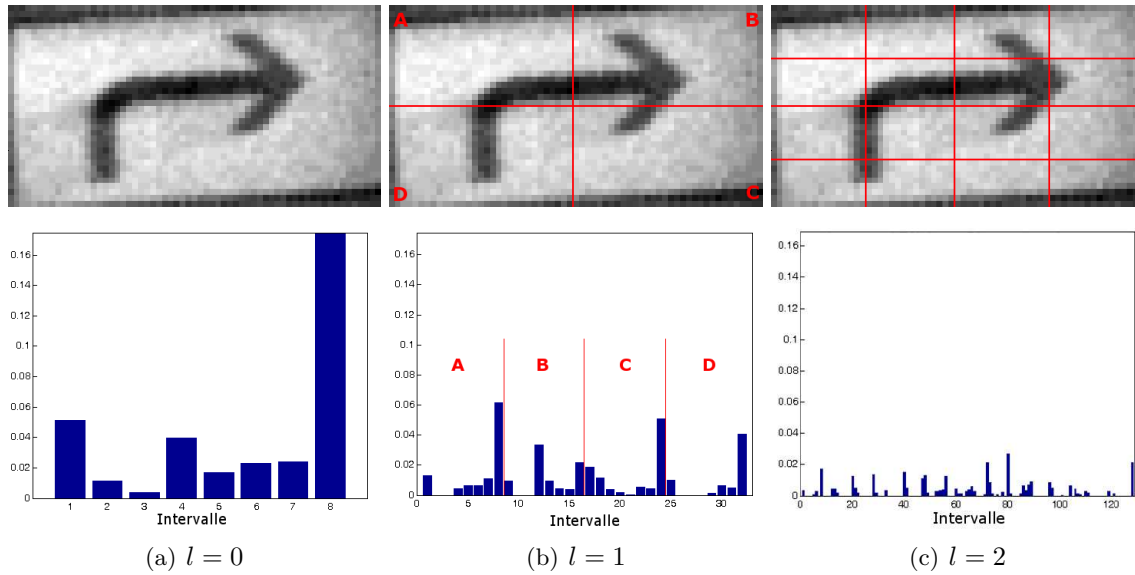 A B
D C
0.16
0.14
0.12
0.1
0.08
0.06
0.04
0.02
0
1 2 3 4 5 6 7 8
Intervalle
(a) l = 0
0.16
0.14
0.12
0.1
0.08
0.06
0.04
0.02
0
A B C D
0 5 10 15 20 25 30
Intervalle
(b) l = 1
0.16
0.14
0.12
0.1
0.08
0.06
0.04
0.02
0
0 20 40 60 80 100 120
Intervalle
(c) l = 2